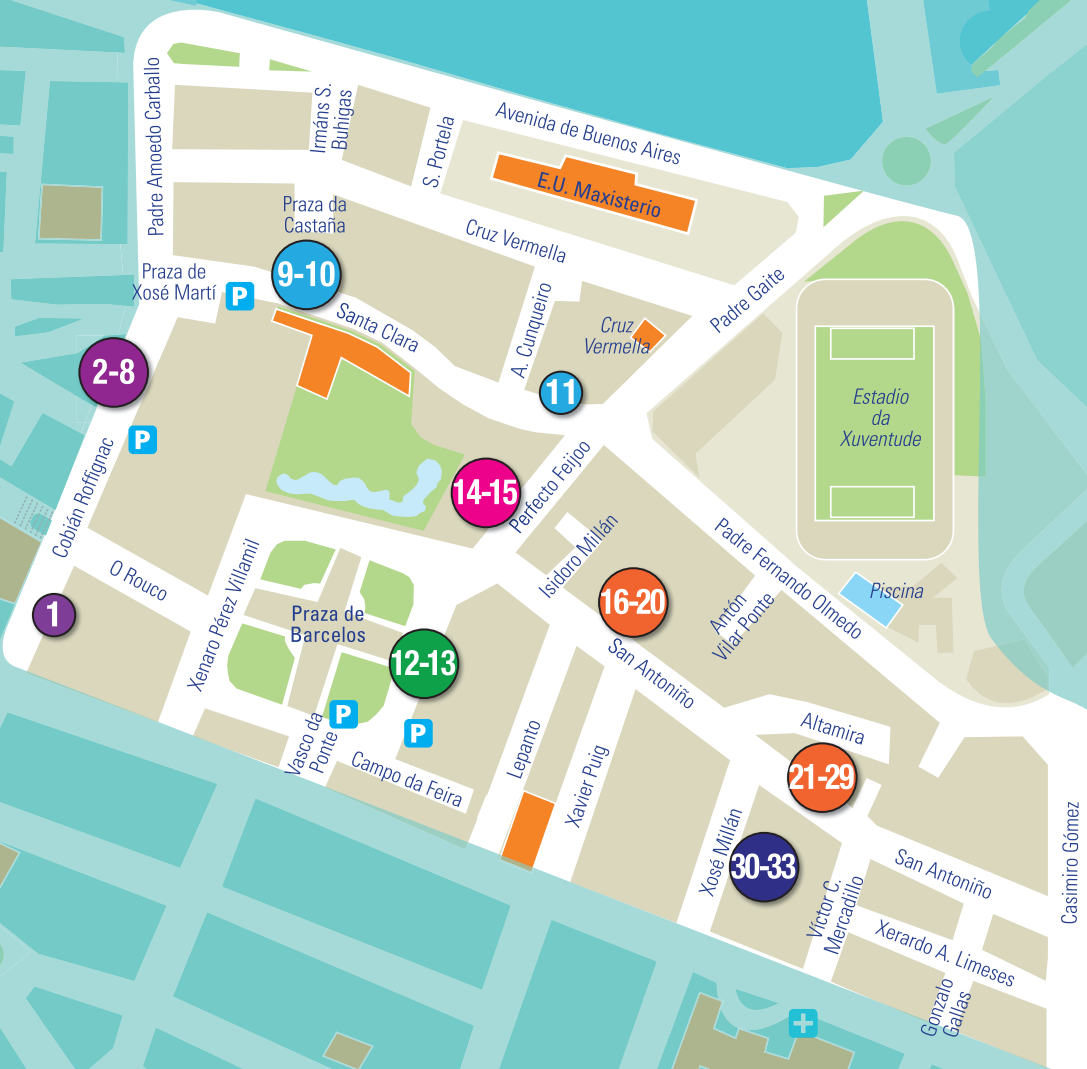 Padre Amoedo Carballo
Irmáns S.
Buhigas
S. Portela
Avenida de Buenos Aires
E.U. Maxisterio
Praza da
Castaña
Cruz Vermella
Praza de
Xosé Martí
P
9-10
Santa Clara
A. Cunqueiro
Cruz
Vermella
Padre Gaite
2-8
11
Estadio
da
Xuventude
P
Cobián Roffignac
14-15
Perfecto Feijoo
Isidoro Millán
Padre Fernando Olmedo
O Rouco
Xenaro Pérez Villamil
1
Praza de
Barcelos
16-20
Antón
Vilar Ponte
Piscina
12-13
San Antoniño
P
P
Vasco da
Ponte
Campo da Feira
Lepanto
Xavier Puig
Altamira
21-29
Xosé Millán
30-33
Víctor C.
Mercadillo
San Antoniño
Casimiro Gómez
Xerardo A. Limeses
Gonzalo
Gallas